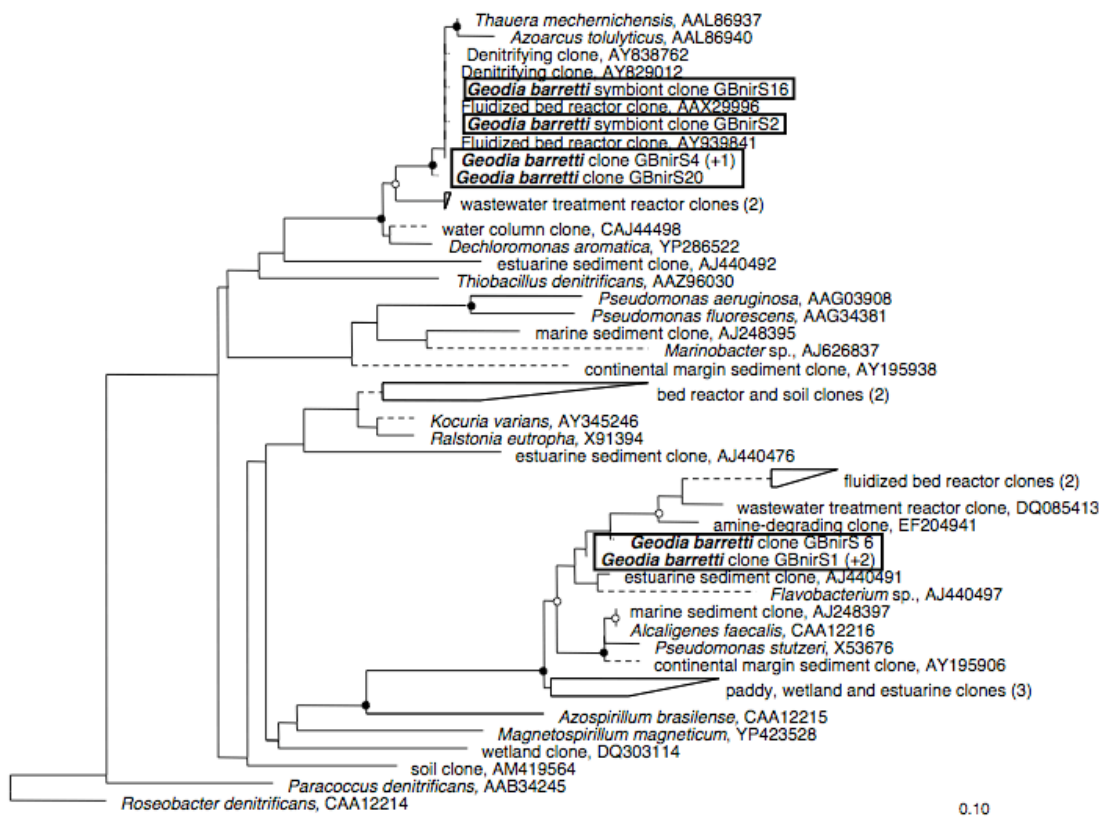 Thauera mechernichensis, AAL86937
Azoarcus tolulyticus, AAL86940
Denitrifying clone, AY838762
Denitrifying clone, AY829012
Geodia barretti symbiont clone GBnirS16
Fluidized bed reactor clone, AAX29996
Geodia barretti symbiont clone GBnirS2
Fluidized bed reactor clone, AY939841
Geodia barretti clone GBnirS4 (+1)
Geodia barretti clone GBnirS20
wastewater treatment reactor clones (2)
water column clone, CAJ44498
Dechloromonas aromatica, YP286522
estuarine sediment clone, AJ440492
Thiobacillus denitrificans, AAZ96030
Pseudomonas aeruginosa, AAG03908
Pseudomonas fluorescens, AAG34381
marine sediment clone, AJ248395
Marinobacter sp., AJ626837
continental margin sediment clone, AY195938
bed reactor and soil clones (2)
Kocuria varians, AY345246
Ralstonia eutropha, X91394
estuarine sediment clone, AJ440476
fluidized bed reactor clones (2)
wastewater treatment reactor clone, DQ085413
amine-degrading clone, EF204941
Geodia barretti clone GBnirS 6
Geodia barretti clone GBnirS1 (+2)
estuarine sediment clone, AJ440491
Flavobacterium sp., AJ440497
marine sediment clone, AJ248397
Alcaligenes faecalis, CAA12216
Pseudomonas stutzeri, X53676
continental margin sediment clone, AY195906
paddy, wetland and estuarine clones (3)
Azospirillum brasilense, CAA12215
Magnetospirillum magneticum, YP423528
wetland clone, DQ303114
soil clone, AM419564
Paracoccus denitrificans, AAB34245
Roseobacter denitrificans, CAA12214
0.10